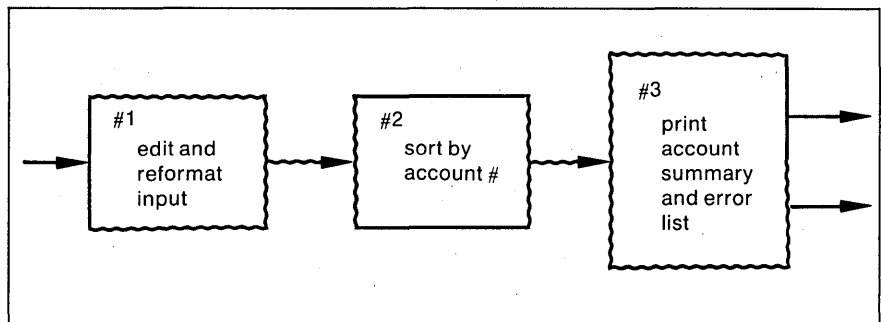 #1
edit and
reformat
input
#2
sort by
account #
#3
print
account
summary
and error
list